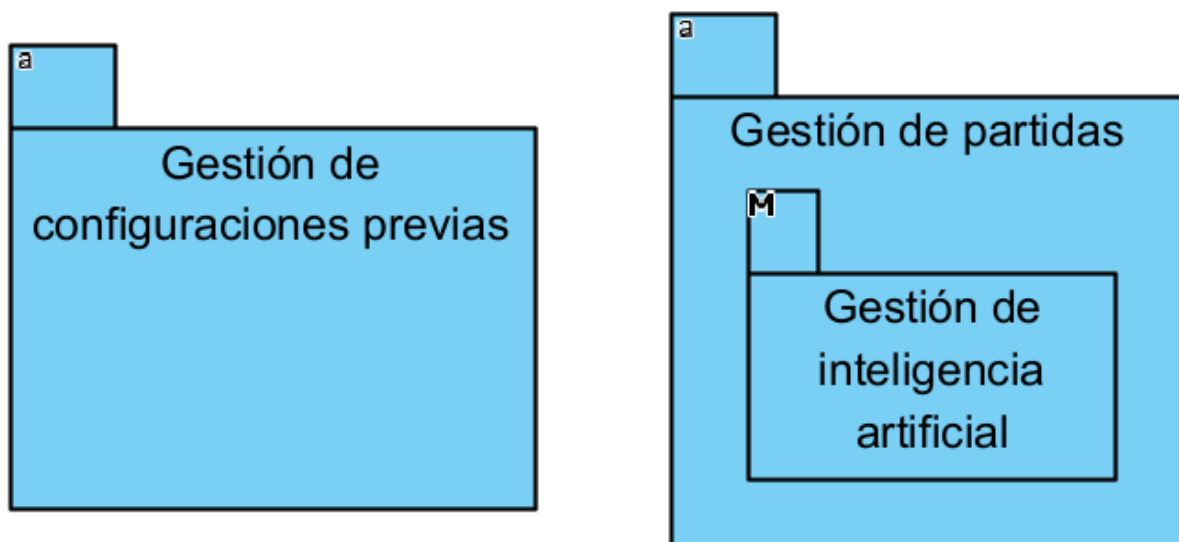 a
Gestión de
configuraciones previas
a
Gestión de partidas
M
Gestión de
inteligencia
artificial